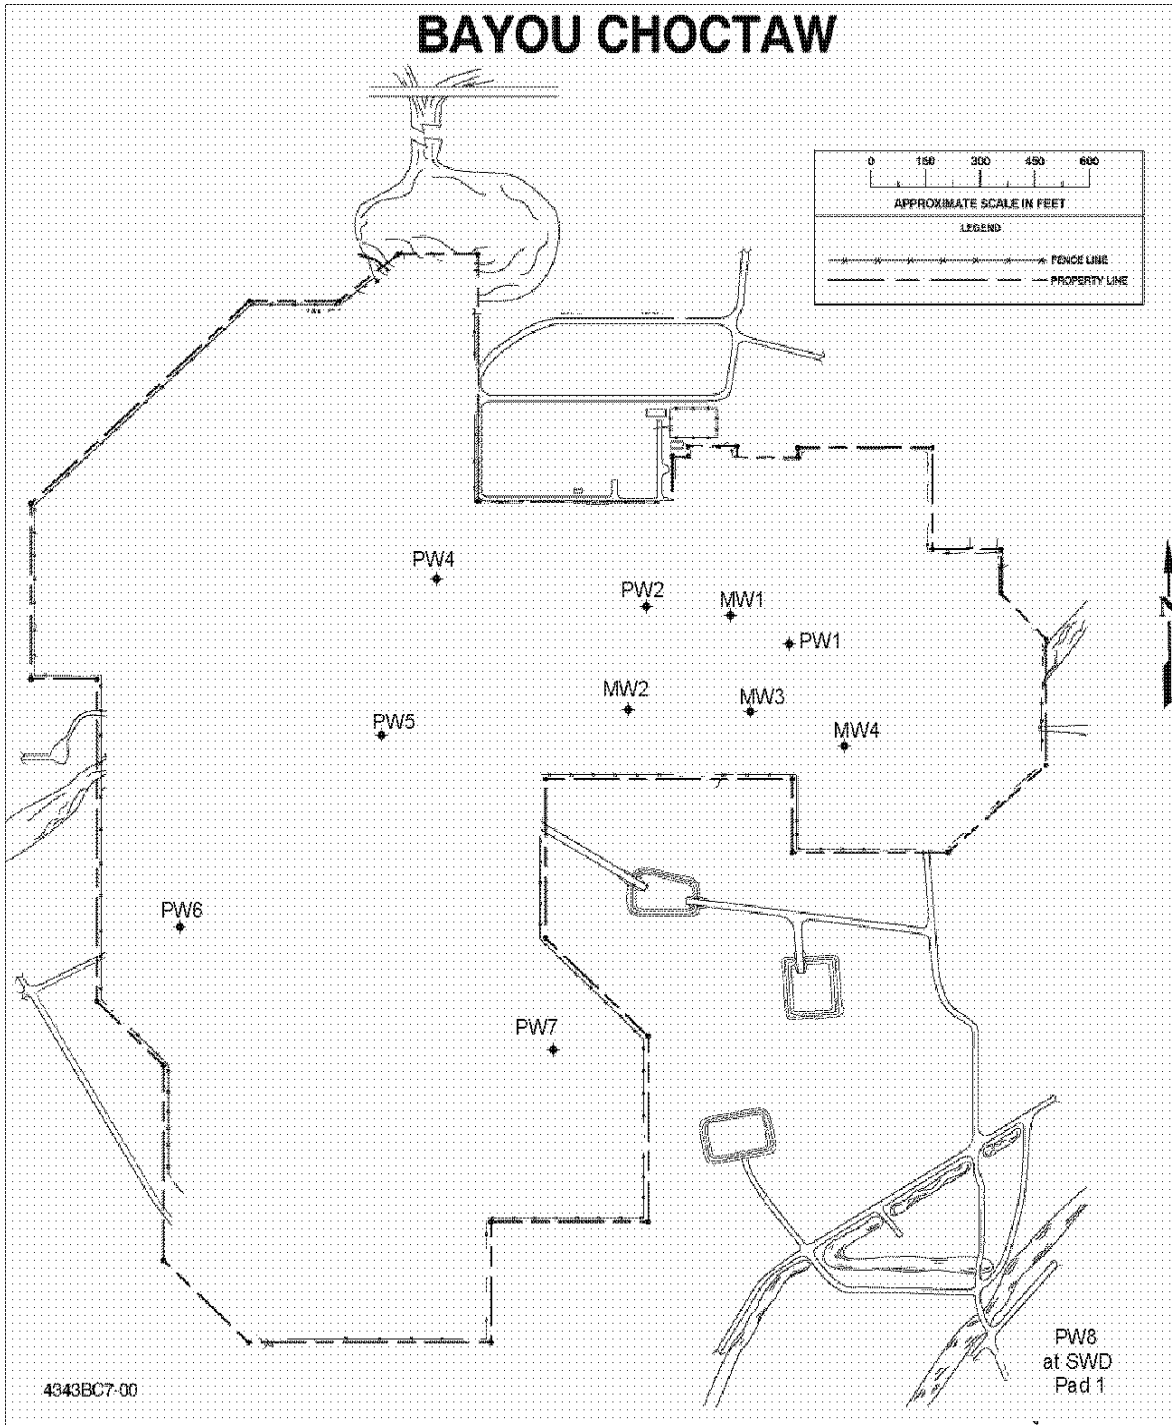 BAYOU CHOCTAW
0 150 300 450 600
APPROXIMATE SCALE IN FEET
LEGEND
FENCE LINE
PROPERTY LINE
PW4
PW2
MW1
N
PW1
MW2
MW3
PW5
MW4
PW6
PW7
PW8
at SWD
Pad 1
4343BC7-00